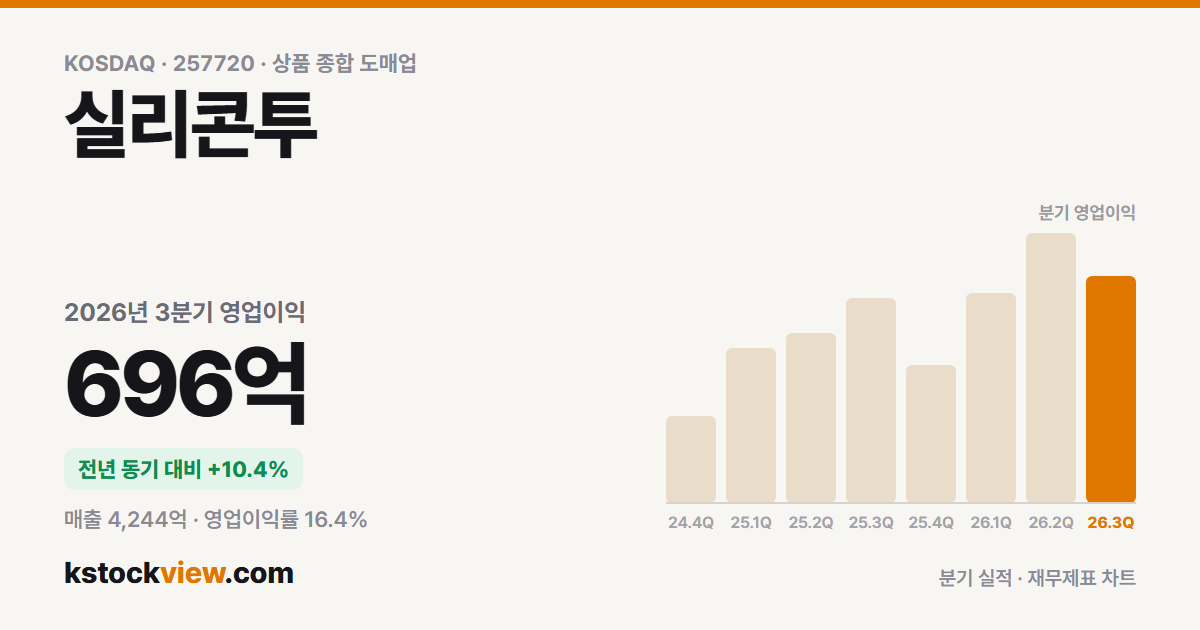 KOSDAQ · 257720 · 상품 종합 도매업
실리콘투
분기 영업이익
2026년 3분기 영업이익
696억
전년 동기 대비 +10.4%
매출 4,244억 · 영업이익률 16.4%
24.4Q 25.1Q 25.2Q 25.3Q 25.4Q 26.1Q 26.2Q 26.3Q
kstockview.com
분기 실적 · 재무제표 차트